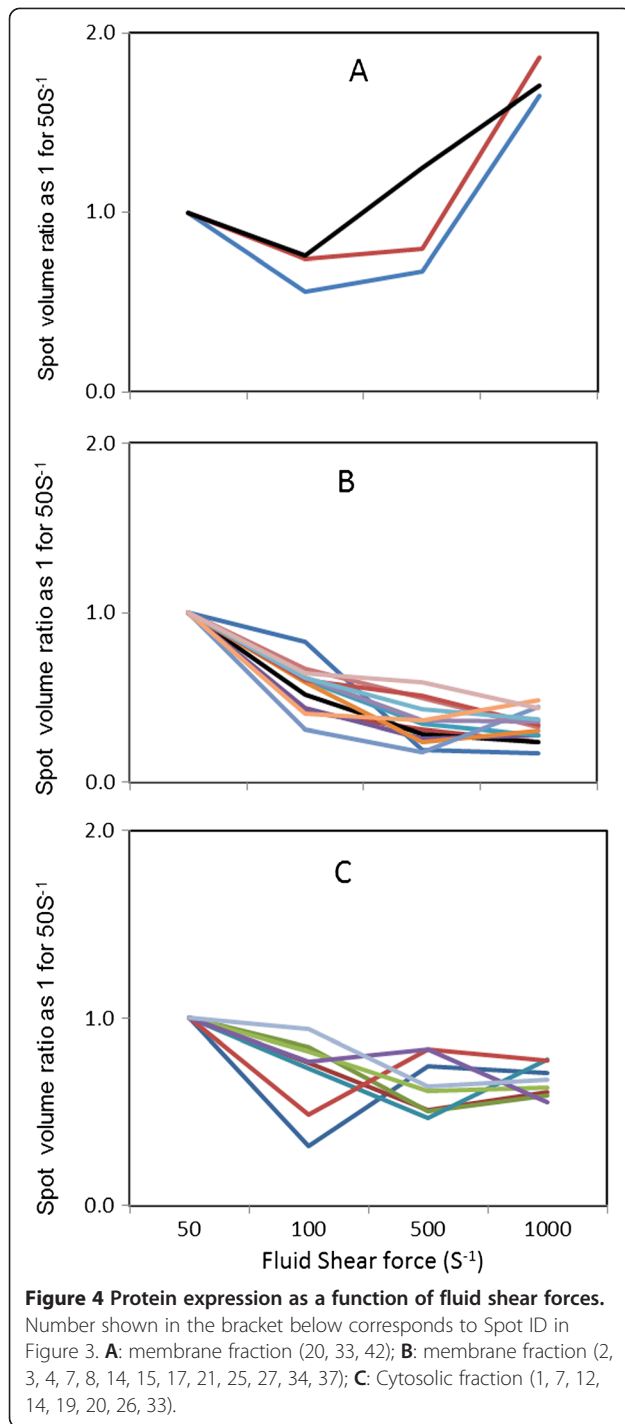 2.0
A
Spot volume ratio as 1 for 50S⁻¹
1.0
0.0
2.0
B
Spot volume ratio as 1 for 50S⁻¹
1.0
0.0
2.0
C
Spot volume ratio as 1 for 50S⁻¹
1.0
0.0
50 100 500 1000
Fluid Shear force (S⁻¹)
Figure 4 Protein expression as a function of fluid shear forces.
Number shown in the bracket below corresponds to Spot ID in
Figure 3. A: membrane fraction (20, 33, 42); B: membrane fraction (2,
3, 4, 7, 8, 14, 15, 17, 21, 25, 27, 34, 37); C: Cytosolic fraction (1, 7, 12,
14, 19, 20, 26, 33).